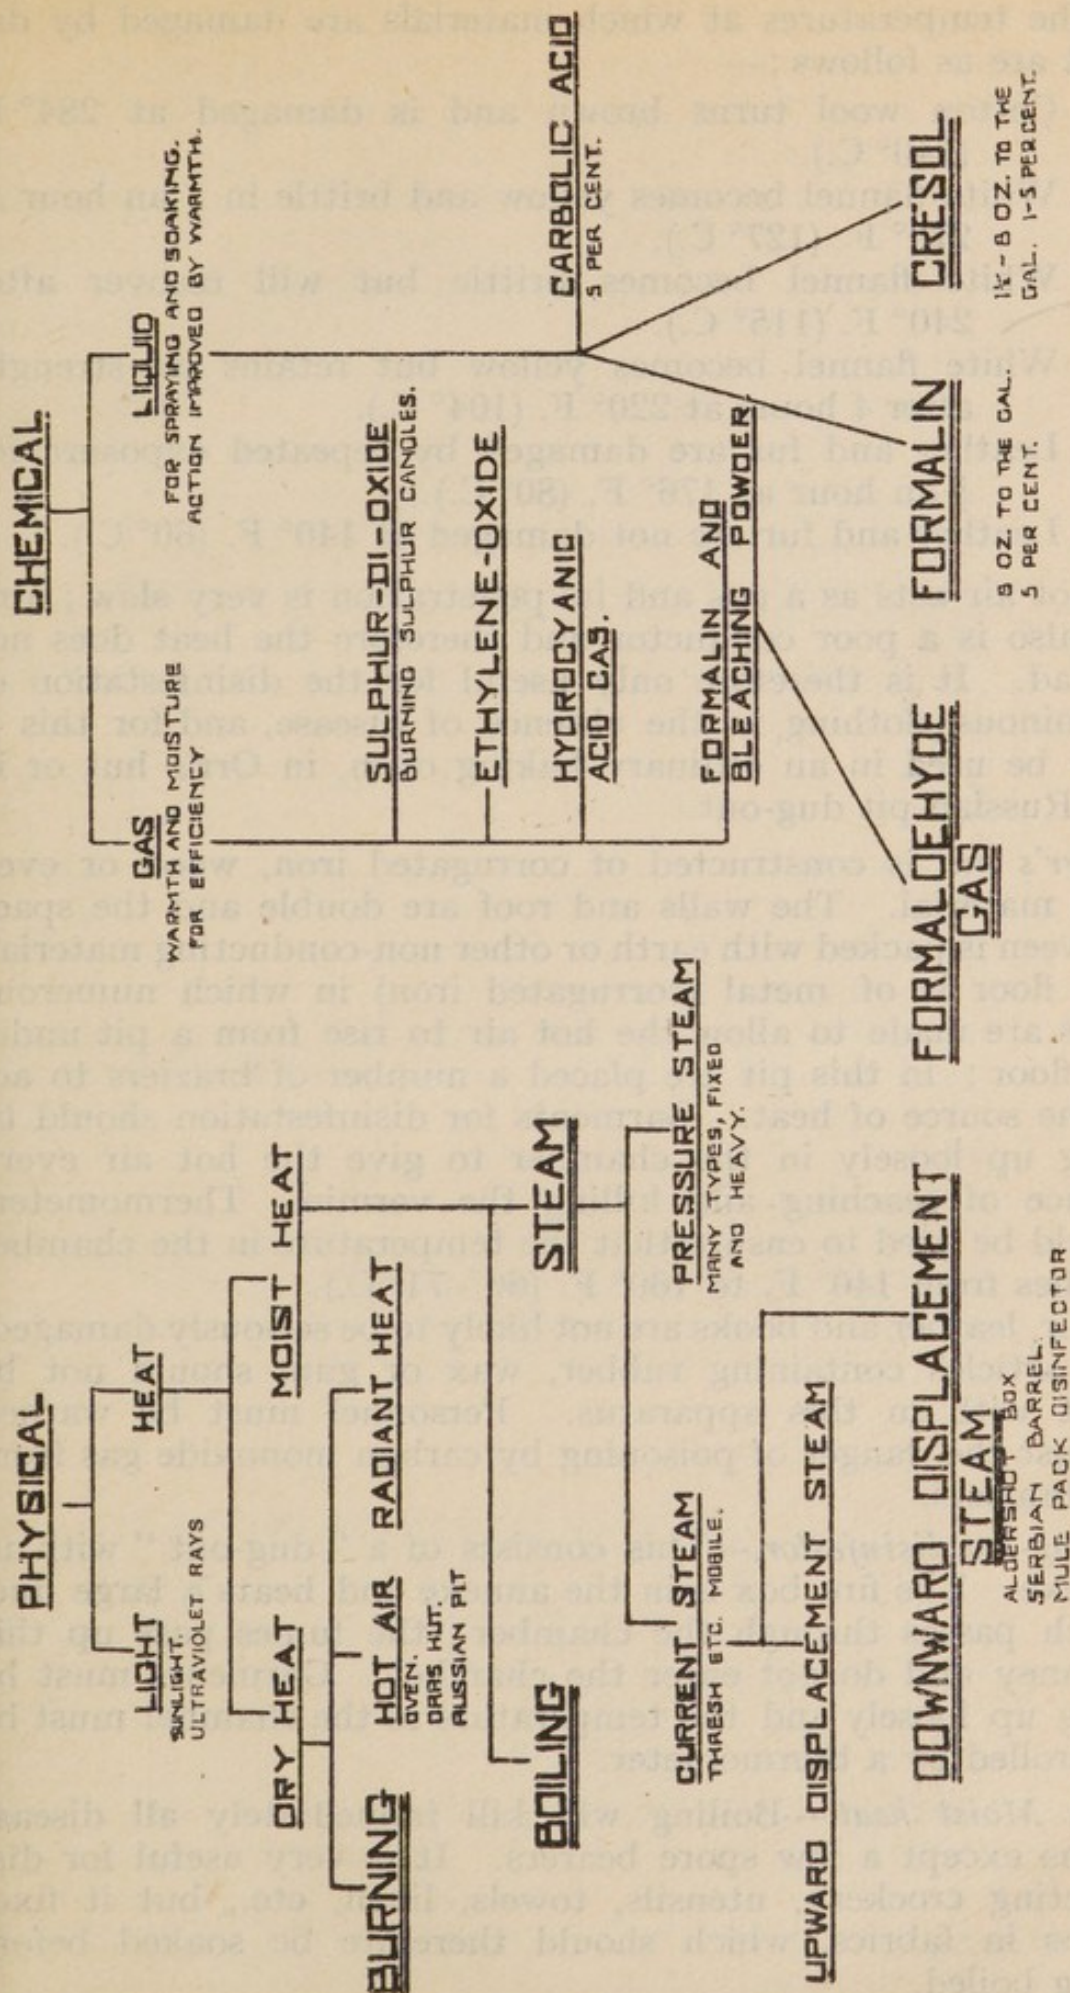 PHYSICAL
LIGHT
SUNLIGHT.
ULTRAVIOLET RAYS
HEAT
DRY HEAT
MOIST HEAT
BURNING
HOT AIR
OVEN.
ORRS HUT
RUSSIAN PIT
RADIANT HEAT
BOILING
STEAM
CURRENT STEAM
THRESH ETC. MOBILE.
PRESSURE STEAM
MANY TYPES, FIXED
AND HEAVY.
UPWARD DISPLACEMENT STEAM
DOWNWARD DISPLACEMENT
STEAM
ALDERSHOT BOX
SERBIAN BARREL.
MULE PACK DISINFECTOR
CHEMICAL
GAS
WARMTH AND MOISTURE
FOR EFFICIENCY
LIQUID
FOR SPRAYING AND SOAKING.
ACTION IMPROVED BY WARMTH.
SULPHUR-DI-OXIDE
BURNING SULPHUR CANDLES.
ETHYLENE-OXIDE
HYDROCYANIC
ACID GAS.
FORMALIN AND
BLEACHING POWDER
CARBOLIC ACID
5 PER CENT.
FORMALDEHYDE
GAS
FORMALIN
8 OZ TO THE GAL.
5 PER CENT.
CRESOL
1½-8 OZ. TO THE
GAL. 1-5 PER CENT.